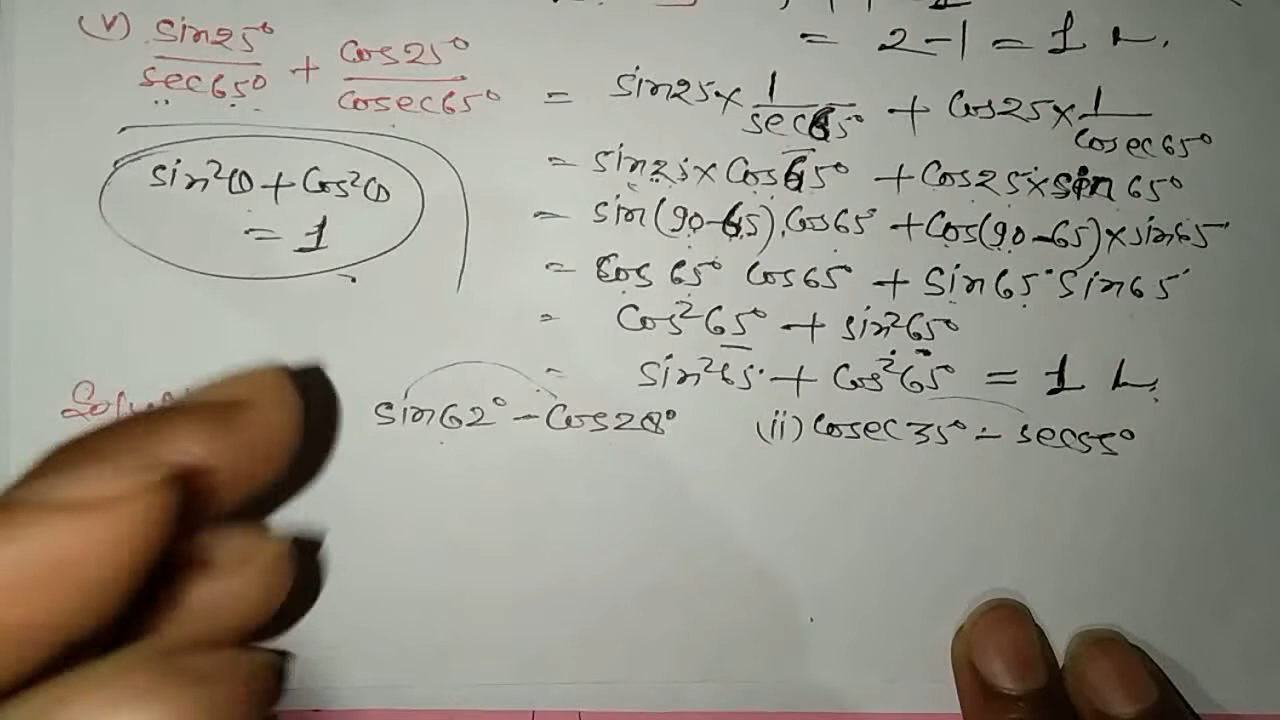 = 2-1 = 1
(v) sin25°/sec65° + cos25°/cosec65° = sin25 × 1/sec65° + cos25 × 1/cosec65°
= sin25 × cos65° + cos25 × sin 65°
= sin(90-65).cos65° + cos(90-65) × sin65°
= cos65° cos65° + sin65° sin65°
= cos²65° + sin²65°
= sin²65° + cos²65° = 1
sin²θ + cos²θ
= 1
sin62° - cos28° (ii) cosec35° - sec55°